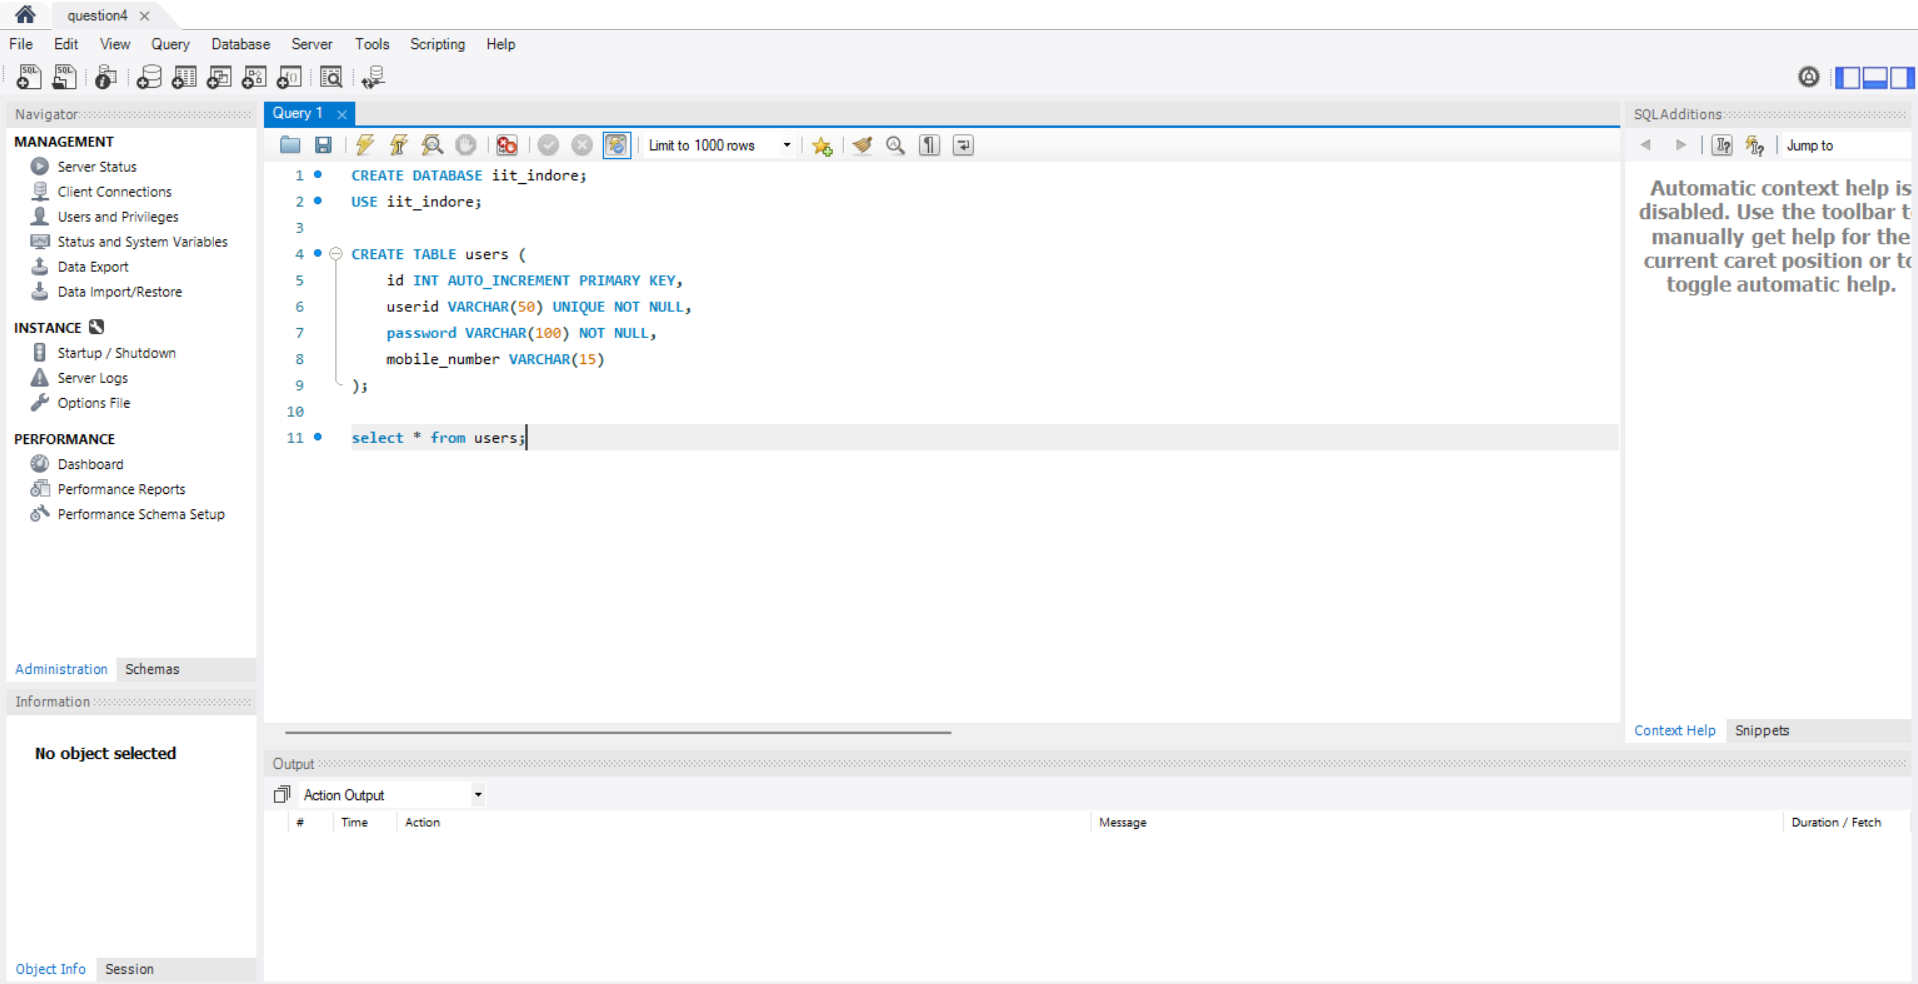 question4
File Edit View Query Database Server Tools Scripting Help
Navigator
MANAGEMENT
Server Status
Client Connections
Users and Privileges
Status and System Variables
Data Export
Data Import/Restore
INSTANCE
Startup / Shutdown
Server Logs
Options File
PERFORMANCE
Dashboard
Performance Reports
Performance Schema Setup
Administration Schemas
Information
No object selected
Object Info Session
Query 1
Limit to 1000 rows
1 CREATE DATABASE iit_indore;
2 USE iit_indore;
3
4 CREATE TABLE users (
5 id INT AUTO_INCREMENT PRIMARY KEY,
6 userid VARCHAR(50) UNIQUE NOT NULL,
7 password VARCHAR(100) NOT NULL,
8 mobile_number VARCHAR(15)
9 );
10
11 select * from users;
Output
Action Output
# Time Action Message Duration / Fetch
SQLAdditions
Jump to
Automatic context help is
disabled. Use the toolbar t
manually get help for the
current caret position or to
toggle automatic help.
Context Help Snippets